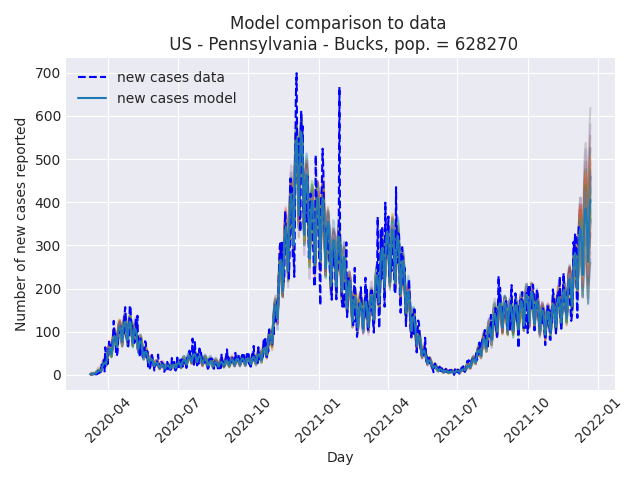 Model comparison to data
US - Pennsylvania - Bucks, pop. = 628270
new cases data
new cases model
Number of new cases reported
700
600
500
400
300
200
100
0
2020-04
2020-07
2020-10
2021-01
2021-04
2021-07
2021-10
2022-01
Day